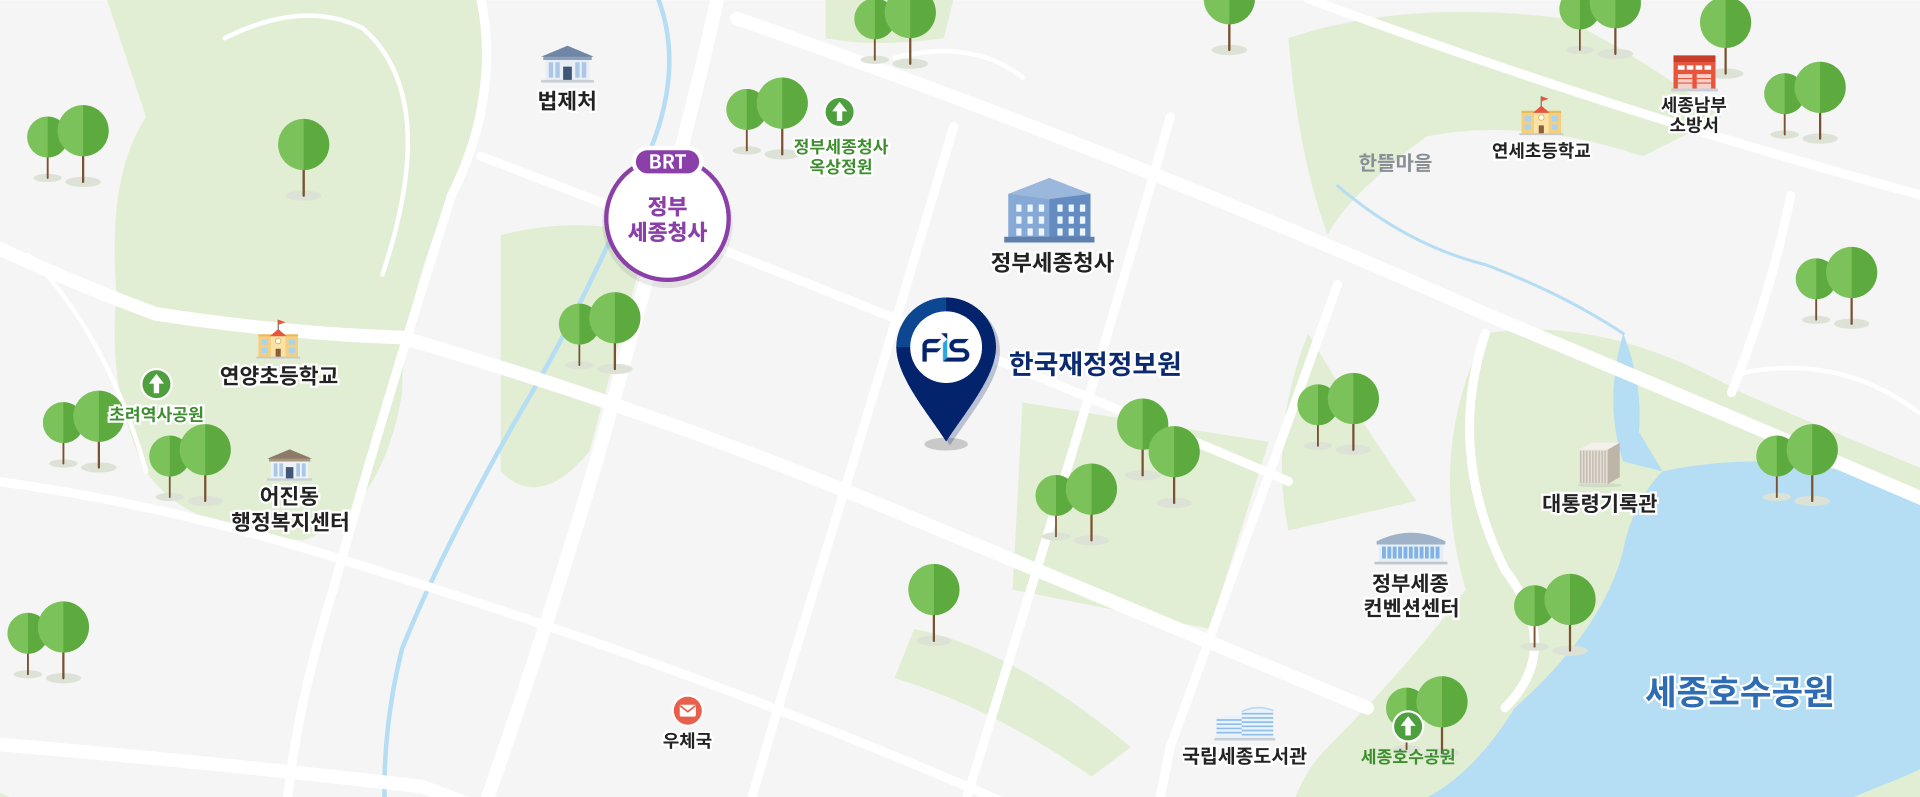 법제처
BRT
정부
세종청사
정부세종청사
옥상정원
정부세종청사
한뜰마을
연세초등학교
세종남부
소방서
FIS
한국재정정보원
연양초등학교
초려역사공원
어진동
행정복지센터
대통령기록관
정부세종
컨벤션센터
우체국
국립세종도서관
세종호수공원
세종호수공원